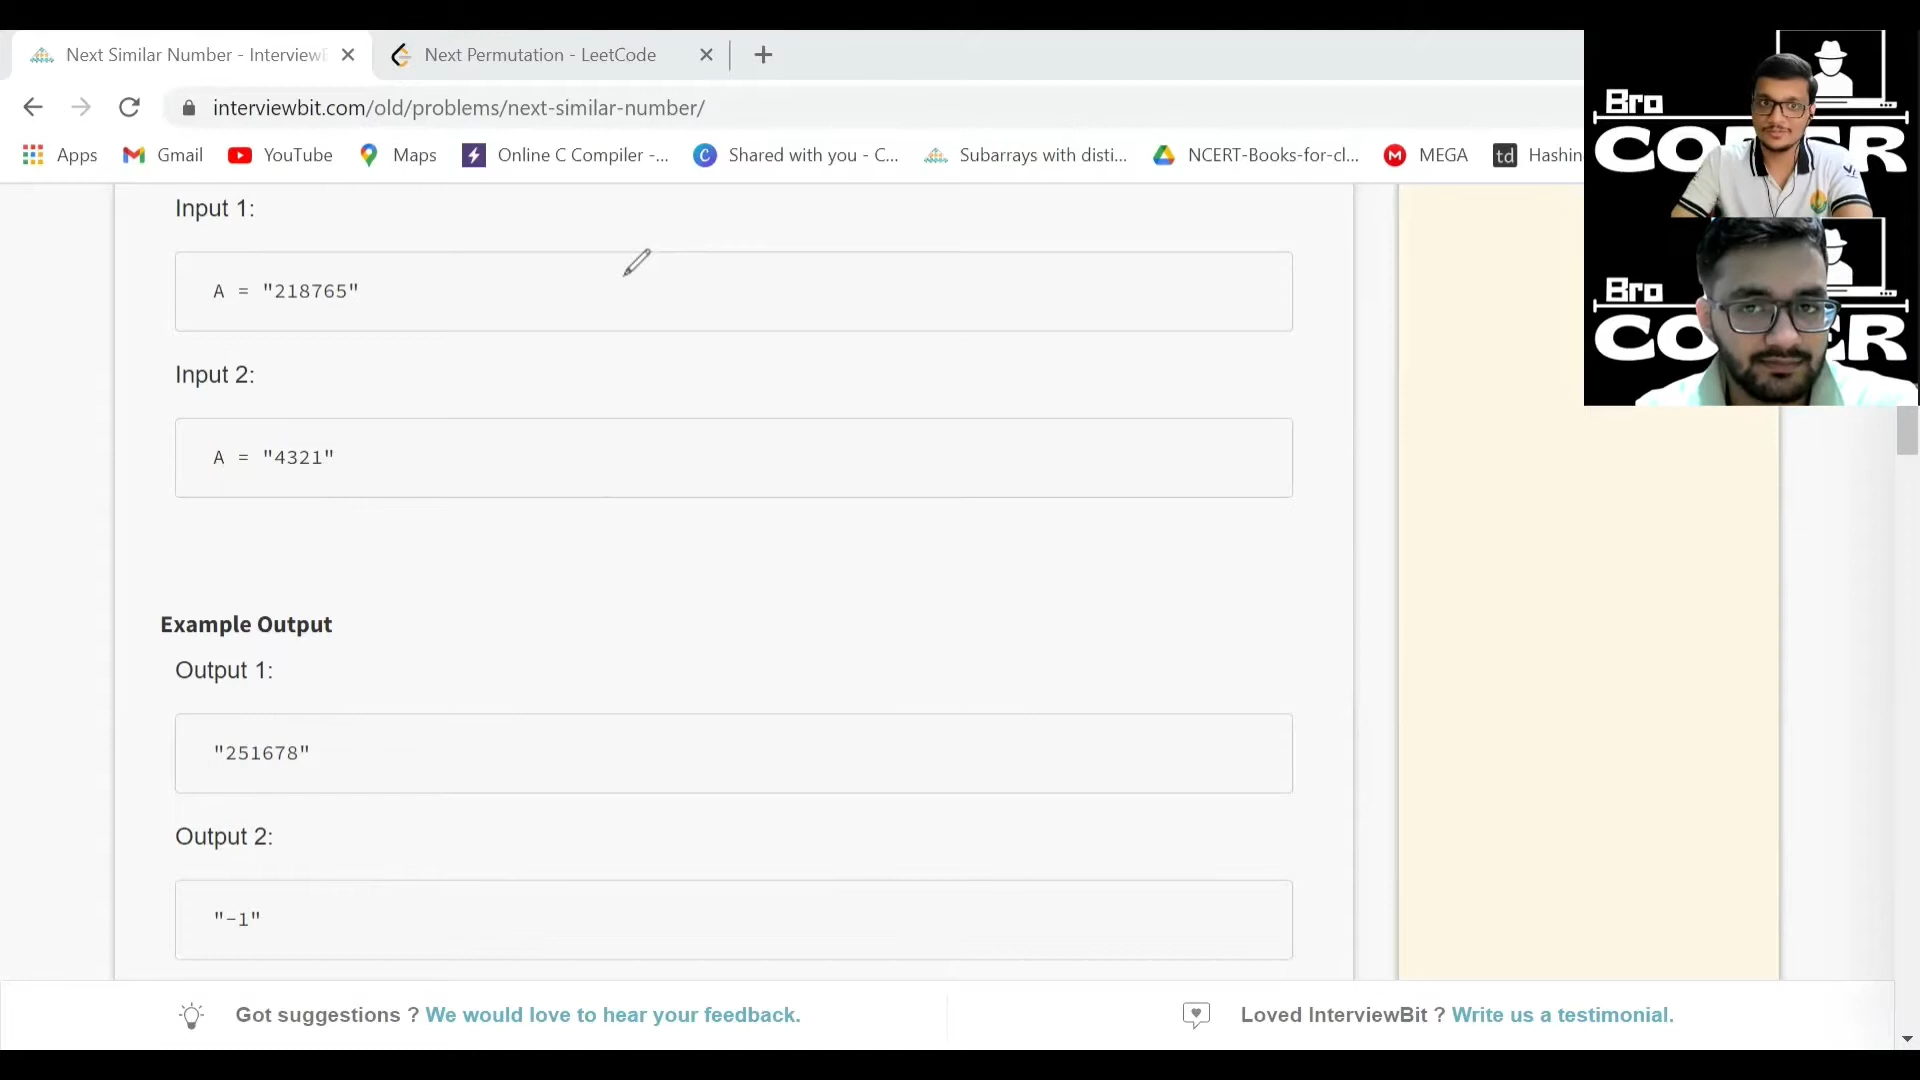 Next Similar Number - Interview
Next Permutation - LeetCode
interviewbit.com/old/problems/next-similar-number/
Apps
Gmail
YouTube
Maps
Online C Compiler -...
Shared with you - C...
Subarrays with disti...
NCERT-Books-for-cl...
MEGA
td
Hashin
Bro
Bro
Input 1:
A = "218765"
Input 2:
A = "4321"
Example Output
Output 1:
"251678"
Output 2:
"-1"
Got suggestions ? We would love to hear your feedback.
Loved InterviewBit ? Write us a testimonial.